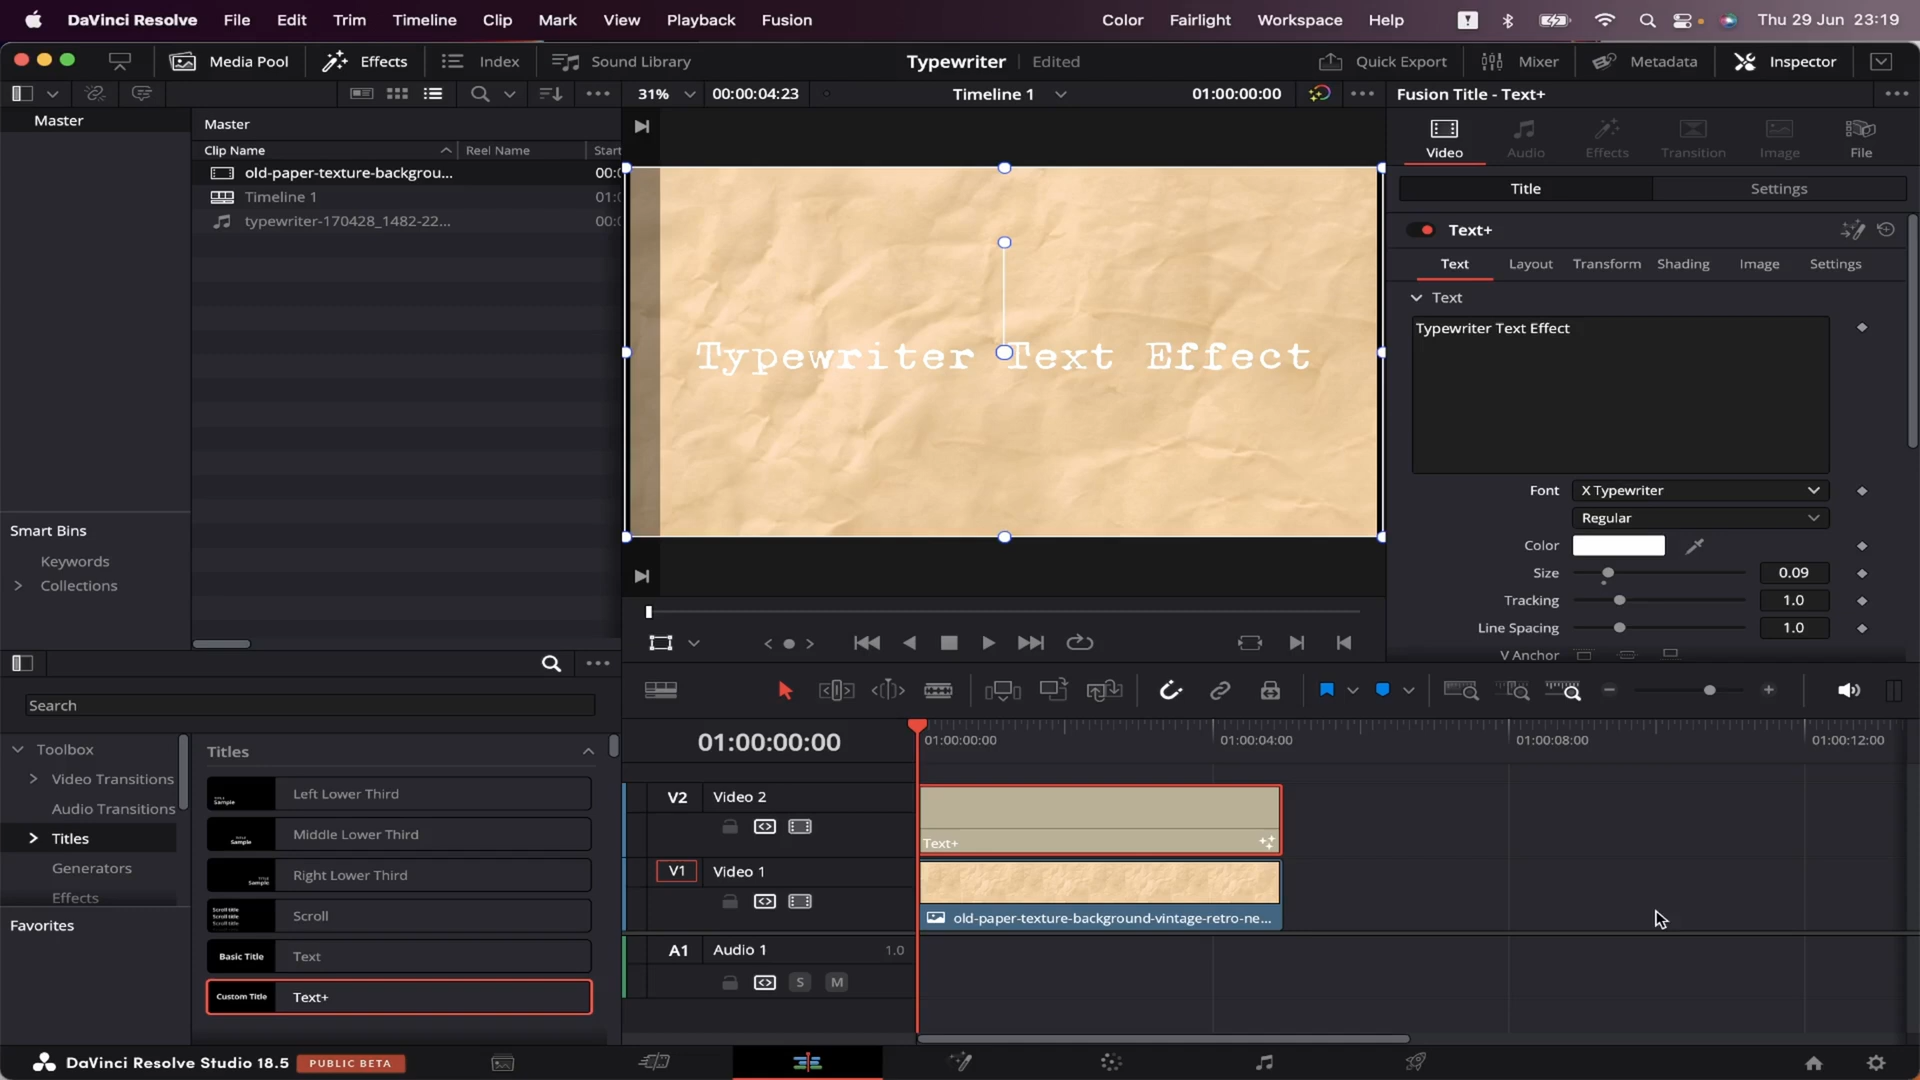 DaVinci Resolve File Edit Trim Timeline Clip Mark View Playback Fusion Color Fairlight Workspace Help Thu 29 Jun 23:19
Media Pool Effects Index Sound Library Typewriter Edited Quick Export Mixer Metadata Inspector
31% 00:00:04:23 Timeline 1 01:00:00:00 Fusion Title - Text+
Master
Master
Clip Name Reel Name Start
old-paper-texture-backgrou... 00:0
Timeline 1 01:0
typewriter-170428_1482-22... 00:0
Smart Bins
Keywords
Collections
Typewriter Text Effect
Video Audio Effects Transition Image File
Title Settings
Text+
Text Layout Transform Shading Image Settings
Text
Typewriter Text Effect
Font X Typewriter
Regular
Color
Size 0.09
Tracking 1.0
Line Spacing 1.0
V Anchor
Search
Toolbox
Video Transitions
Audio Transitions
Titles
Generators
Effects
Favorites
Titles
Left Lower Third
Middle Lower Third
Right Lower Third
Scroll
Basic Title Text
Custom Title Text+
01:00:00:00 01:00:00:00 01:00:04:00 01:00:08:00 01:00:12:00
V2 Video 2
Text+
V1 Video 1
old-paper-texture-background-vintage-retro-ne...
A1 Audio 1 1.0
S M
DaVinci Resolve Studio 18.5 PUBLIC BETA